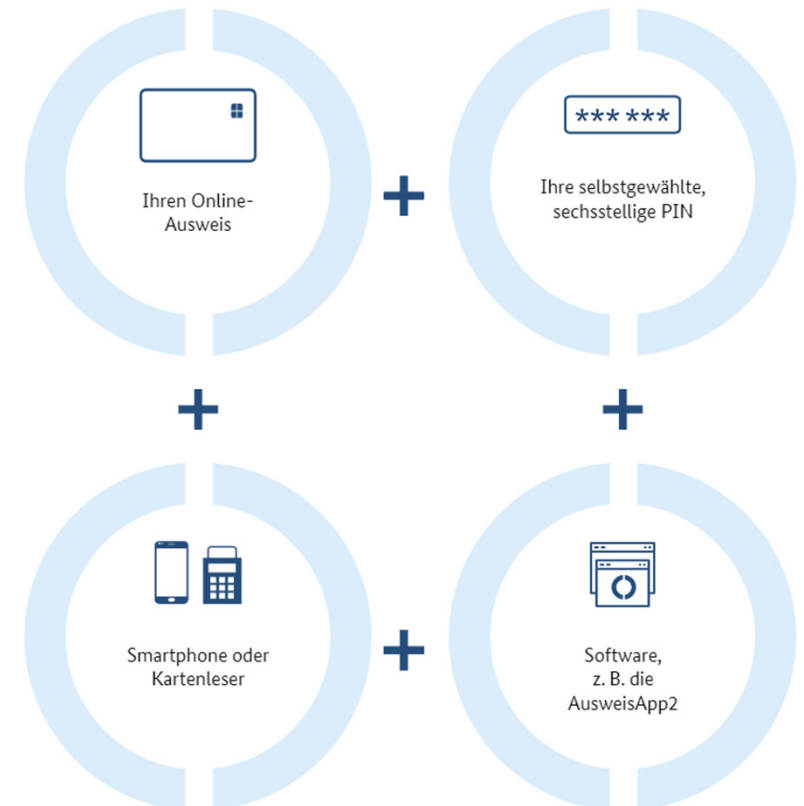 Ihren Online-
Ausweis
*** ***
Ihre selbstgewählte,
sechsstellige PIN
Smartphone oder
Kartenleser
Software,
z. B. die
AusweisApp2